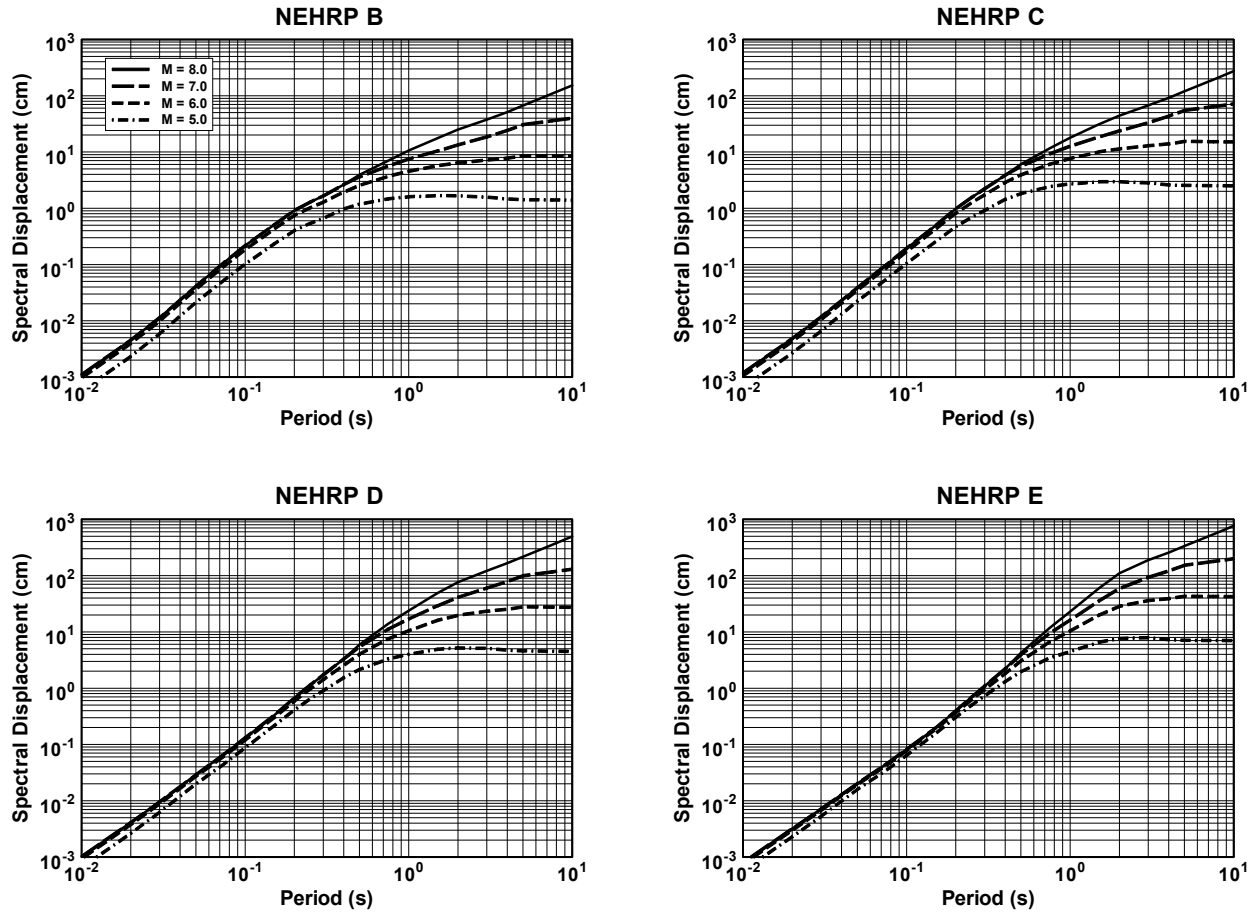 NEHRP B
Spectral Displacement (cm)
10³
10²
10¹
10⁰
10⁻¹
10⁻²
10⁻³
M = 8.0
M = 7.0
M = 6.0
M = 5.0
10⁻² 10⁻¹ 10⁰ 10¹
Period (s)
NEHRP C
Spectral Displacement (cm)
10³
10²
10¹
10⁰
10⁻¹
10⁻²
10⁻³
10⁻² 10⁻¹ 10⁰ 10¹
Period (s)
NEHRP D
Spectral Displacement (cm)
10³
10²
10¹
10⁰
10⁻¹
10⁻²
10⁻³
10⁻² 10⁻¹ 10⁰ 10¹
Period (s)
NEHRP E
Spectral Displacement (cm)
10³
10²
10¹
10⁰
10⁻¹
10⁻²
10⁻³
10⁻² 10⁻¹ 10⁰ 10¹
Period (s)